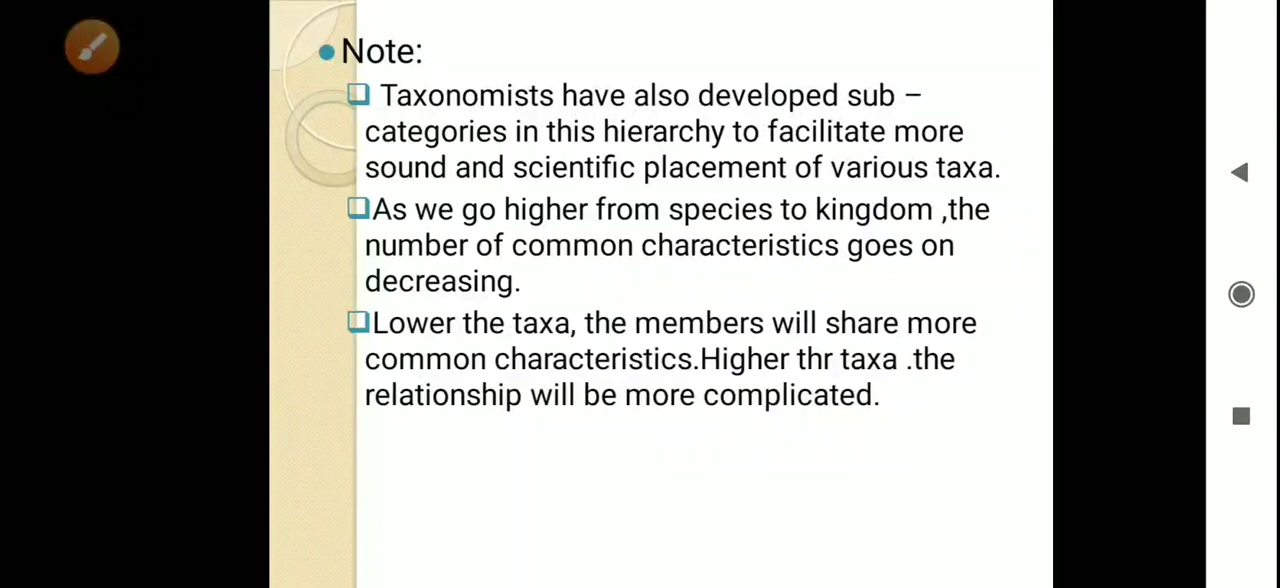 Note:
Taxonomists have also developed sub –
categories in this hierarchy to facilitate more
sound and scientific placement of various taxa.
As we go higher from species to kingdom ,the
number of common characteristics goes on
decreasing.
Lower the taxa, the members will share more
common characteristics.Higher thr taxa .the
relationship will be more complicated.